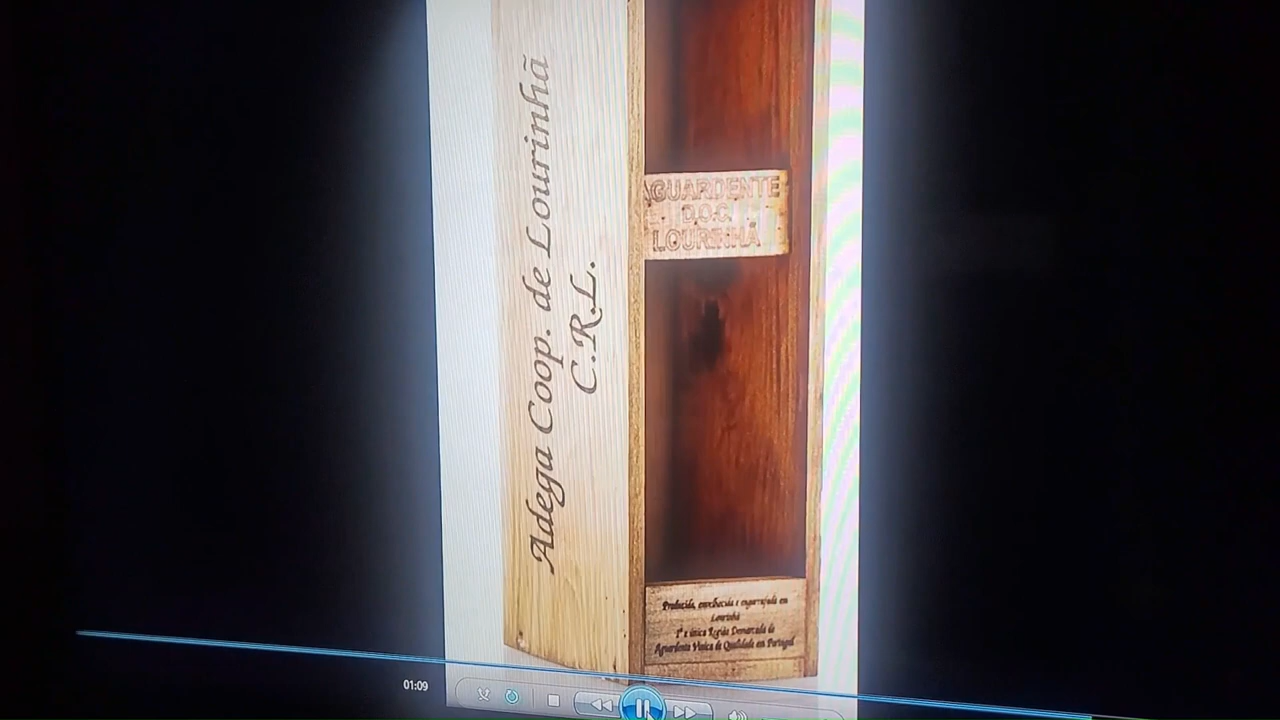 Adega Coop. de Lourinhã
C.R.L.
AGUARDENTE
D.O.C.
LOURINHÃ
Produzida, envelhecida e engarrafada em
Lourinhã
1ª e única Região Demarcada de
Aguardente Vínica de Qualidade em Portugal
01:09